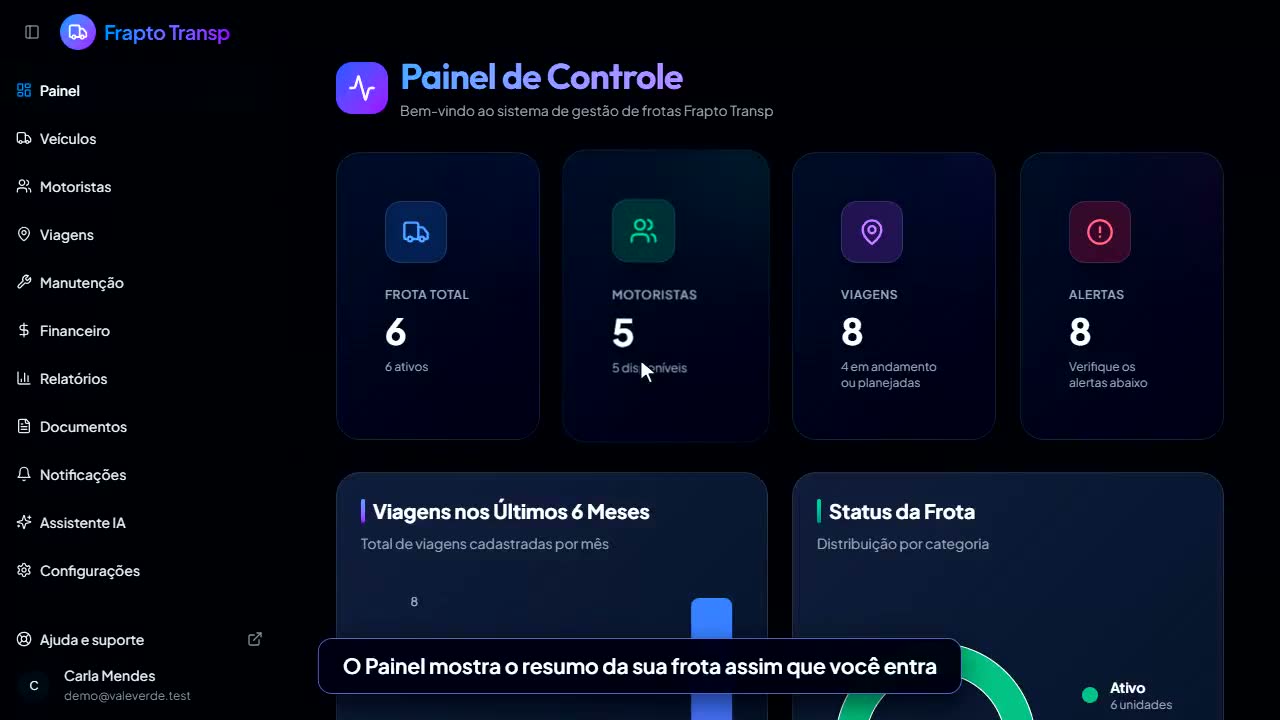 Frapto Transp
Painel
Veículos
Motoristas
Viagens
Manutenção
Financeiro
Relatórios
Documentos
Notificações
Assistente IA
Configurações
Ajuda e suporte
C
Carla Mendes
demo@valeverde.test
Painel de Controle
Bem-vindo ao sistema de gestão de frotas Frapto Transp
FROTA TOTAL
6
6 ativos
MOTORISTAS
5
5 disponíveis
VIAGENS
8
4 em andamento
ou planejadas
ALERTAS
8
Verifique os
alertas abaixo
Viagens nos Últimos 6 Meses
Total de viagens cadastradas por mês
8
Status da Frota
Distribuição por categoria
Ativo
6 unidades
O Painel mostra o resumo da sua frota assim que você entra